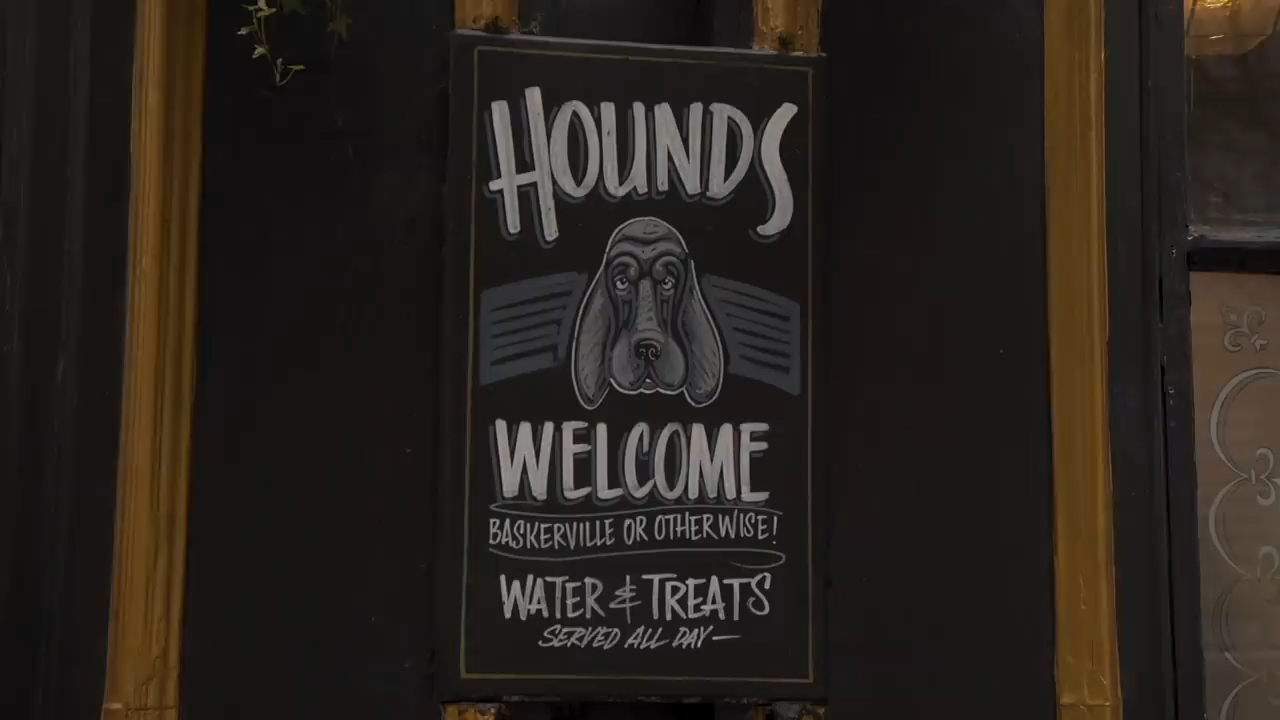 HOUNDS
WELCOME
BASKERVILLE OR OTHERWISE!
WATER & TREATS
SERVED ALL DAY—